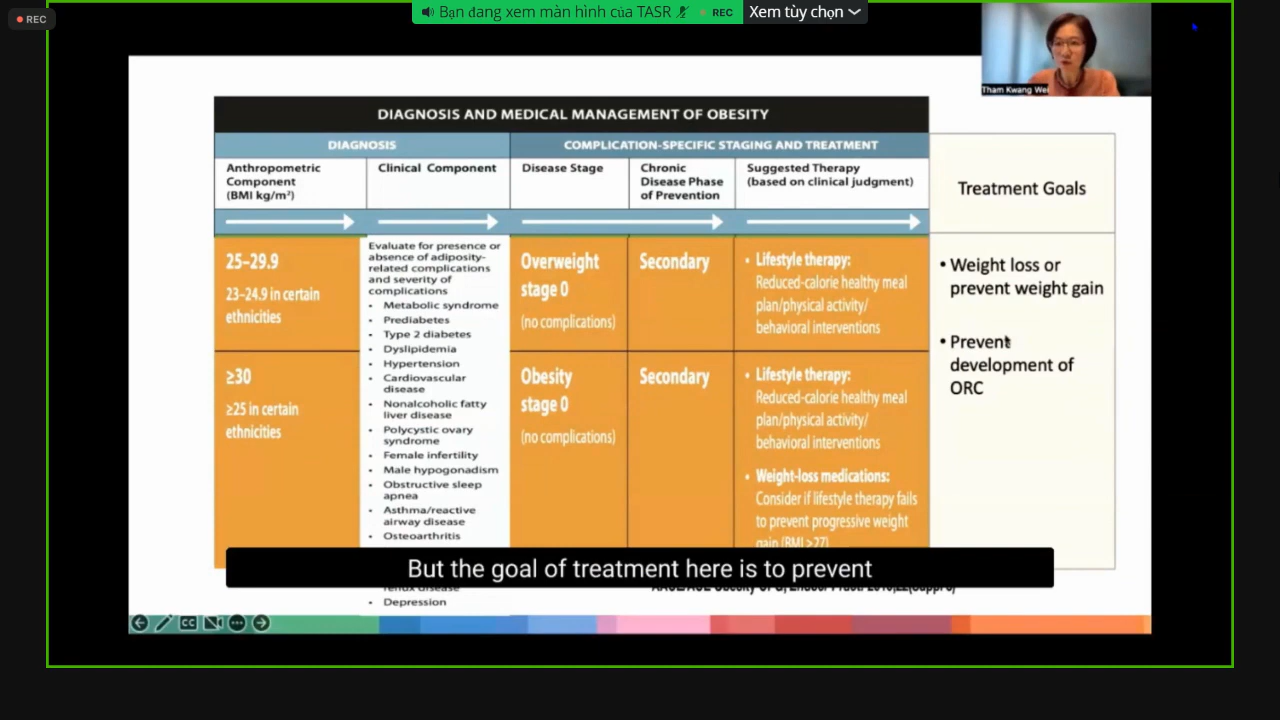 REC
Bạn đang xem màn hình của TASR
REC
Xem tùy chọn
Tham Kwang Wei
DIAGNOSIS AND MEDICAL MANAGEMENT OF OBESITY
DIAGNOSIS
COMPLICATION-SPECIFIC STAGING AND TREATMENT
Anthropometric
Component
(BMI kg/m²)
Clinical Component
Disease Stage
Chronic
Disease Phase
of Prevention
Suggested Therapy
(based on clinical judgment)
Treatment Goals
25–29.9
23–24.9 in certain
ethnicities
≥30
≥25 in certain
ethnicities
Evaluate for presence or
absence of adiposity-
related complications
and severity of
complications
• Metabolic syndrome
• Prediabetes
• Type 2 diabetes
• Dyslipidemia
• Hypertension
• Cardiovascular
disease
• Nonalcoholic fatty
liver disease
• Polycystic ovary
syndrome
• Female infertility
• Male hypogonadism
• Obstructive sleep
apnea
• Asthma/reactive
airway disease
• Osteoarthritis
reflux disease
• Depression
Overweight
stage 0
(no complications)
Obesity
stage 0
(no complications)
Secondary
Secondary
• Lifestyle therapy:
Reduced-calorie healthy meal
plan/physical activity/
behavioral interventions
• Lifestyle therapy:
Reduced-calorie healthy meal
plan/physical activity/
behavioral interventions
• Weight-loss medications:
Consider if lifestyle therapy fails
to prevent progressive weight
gain (BMI ≥27)
• Weight loss or
prevent weight gain
• Prevent
development of
ORC
But the goal of treatment here is to prevent
CC